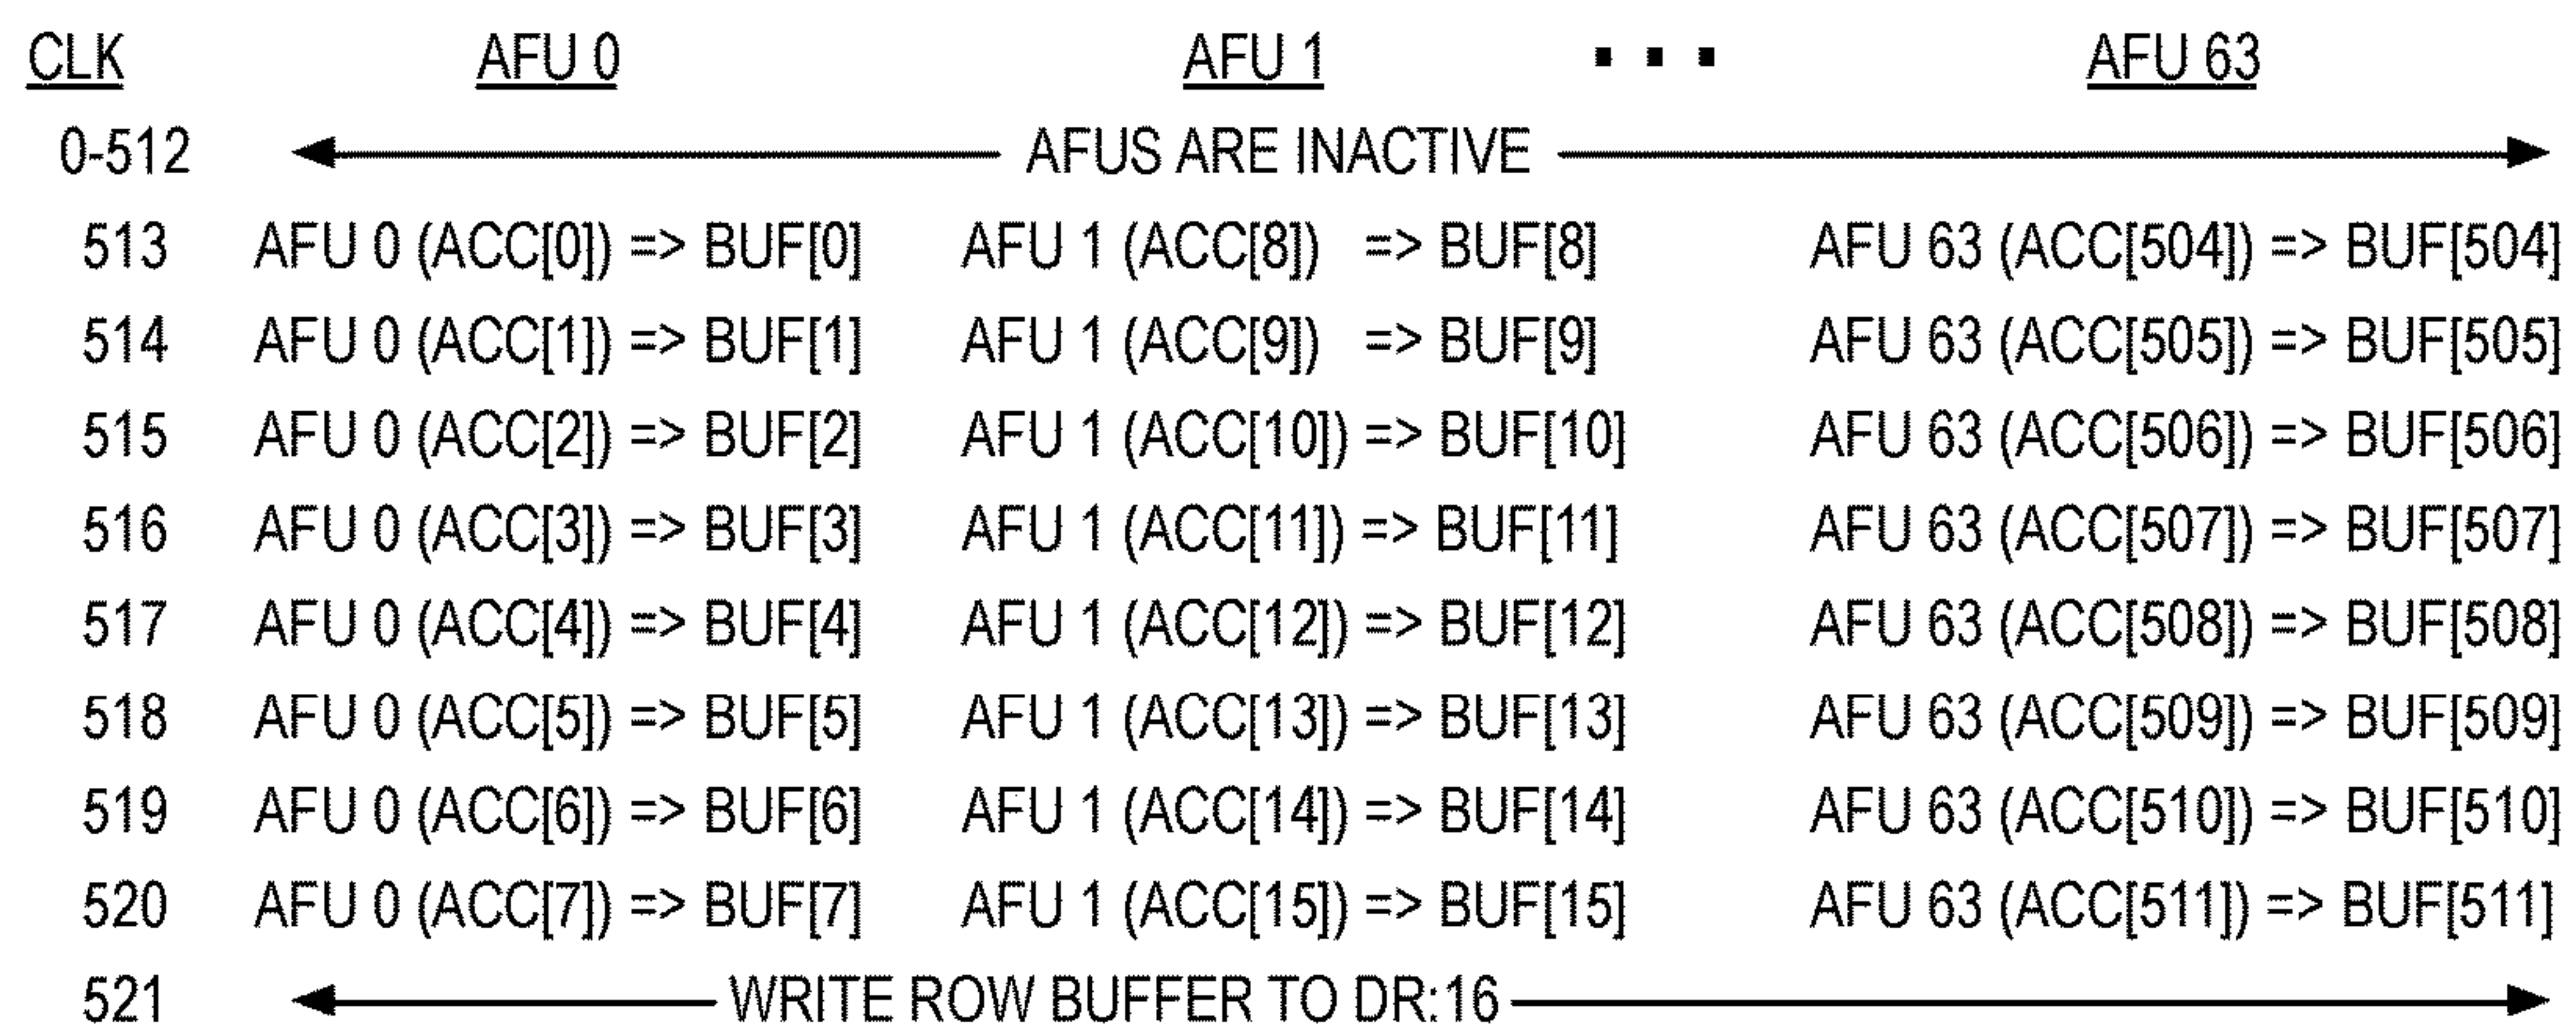 CLK AFU 0 AFU 1 ▪ ▪ ▪ AFU 63
0-512 AFUS ARE INACTIVE
513 AFU 0 (ACC[0]) => BUF[0] AFU 1 (ACC[8]) => BUF[8] AFU 63 (ACC[504]) => BUF[504]
514 AFU 0 (ACC[1]) => BUF[1] AFU 1 (ACC[9]) => BUF[9] AFU 63 (ACC[505]) => BUF[505]
515 AFU 0 (ACC[2]) => BUF[2] AFU 1 (ACC[10]) => BUF[10] AFU 63 (ACC[506]) => BUF[506]
516 AFU 0 (ACC[3]) => BUF[3] AFU 1 (ACC[11]) => BUF[11] AFU 63 (ACC[507]) => BUF[507]
517 AFU 0 (ACC[4]) => BUF[4] AFU 1 (ACC[12]) => BUF[12] AFU 63 (ACC[508]) => BUF[508]
518 AFU 0 (ACC[5]) => BUF[5] AFU 1 (ACC[13]) => BUF[13] AFU 63 (ACC[509]) => BUF[509]
519 AFU 0 (ACC[6]) => BUF[6] AFU 1 (ACC[14]) => BUF[14] AFU 63 (ACC[510]) => BUF[510]
520 AFU 0 (ACC[7]) => BUF[7] AFU 1 (ACC[15]) => BUF[15] AFU 63 (ACC[511]) => BUF[511]
521 WRITE ROW BUFFER TO DR:16